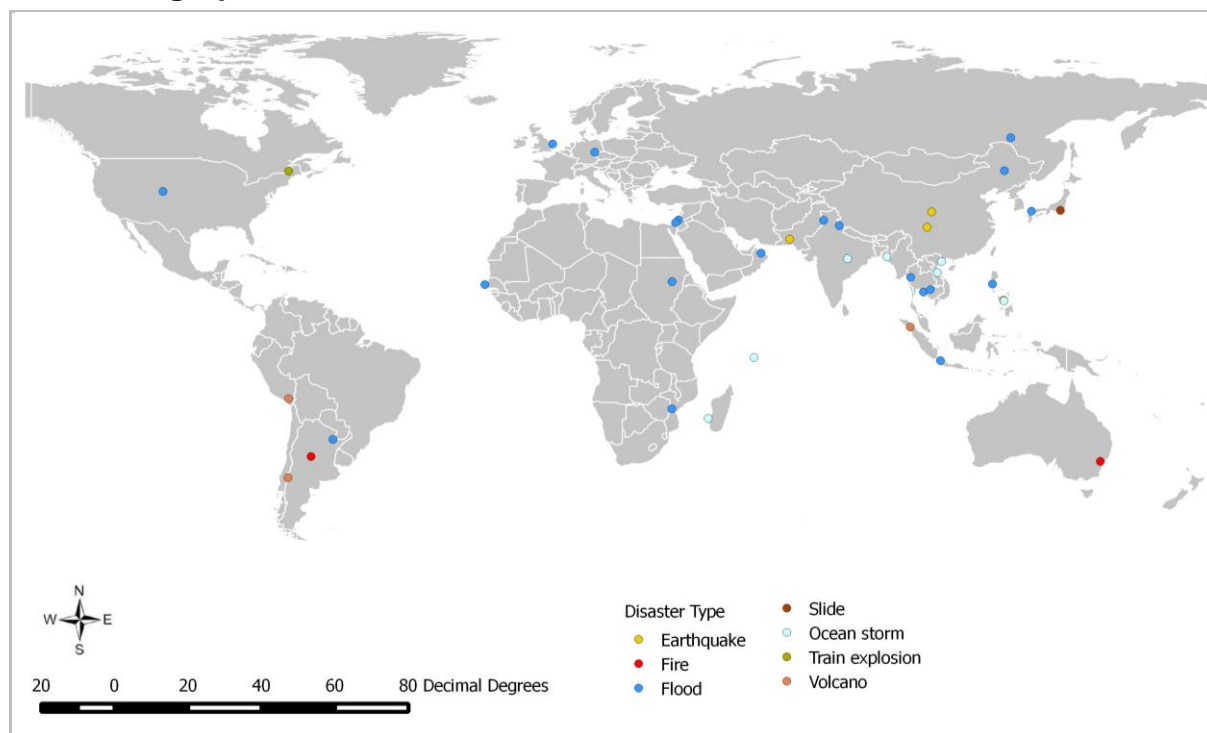 N
W E
S
20 0 20 40 60 80 Decimal Degrees
Disaster Type
Earthquake
Fire
Flood
Slide
Ocean storm
Train explosion
Volcano